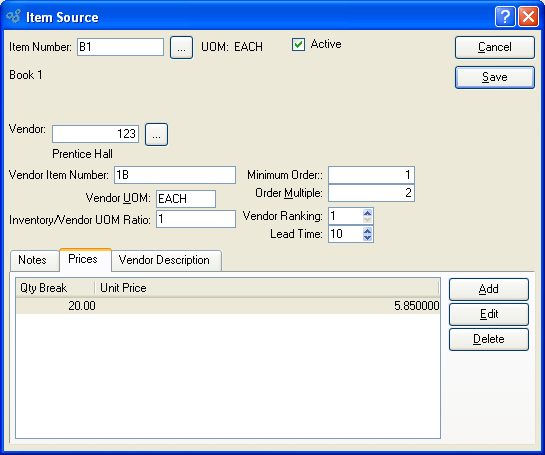 Item Source
Item Number: B1 ... UOM: EACH Active Cancel
Book 1 Save
Vendor: 123 ...
Prentice Hall
Vendor Item Number: 1B Minimum Order:: 1
Vendor UOM: EACH Order Multiple: 2
Inventory/Vendor UOM Ratio: 1 Vendor Ranking: 1
Lead Time: 10
Notes Prices Vendor Description
Qty Break Unit Price Add
20.00 5.850000 Edit
Delete